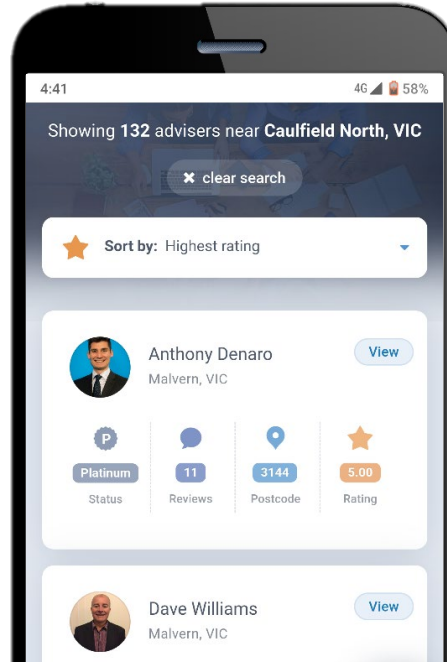 4:41 4G 58%
Showing 132 advisers near Caulfield North, VIC
✖ clear search
Sort by: Highest rating
Anthony Denaro View
Malvern, VIC
P
Platinum 11 3144 5.00
Status Reviews Postcode Rating
Dave Williams View
Malvern, VIC